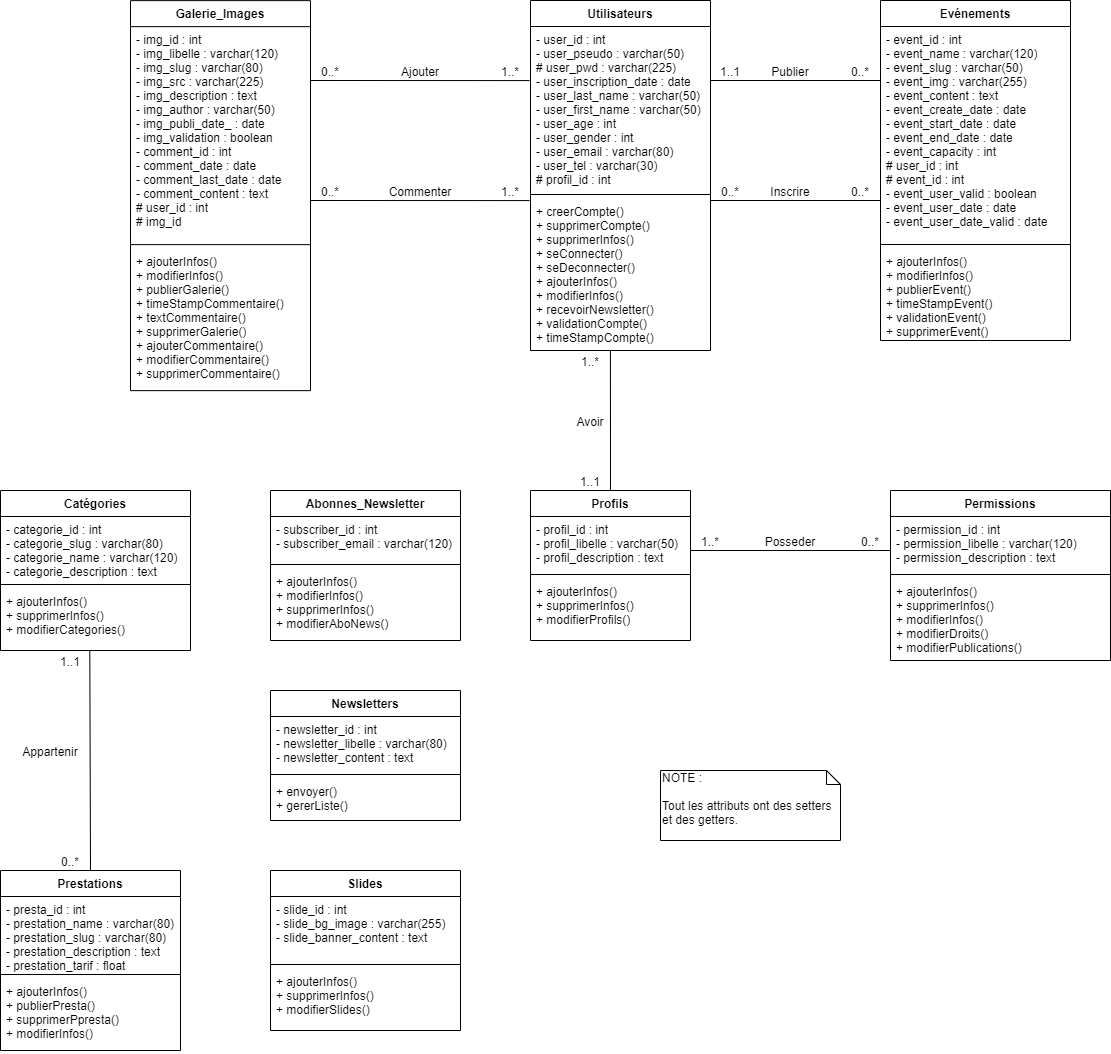 Galerie_Images
- img_id : int
- img_libelle : varchar(120)
- img_slug : varchar(80)
- img_src : varchar(225)
- img_description : text
- img_author : varchar(50)
- img_publi_date_ : date
- img_validation : boolean
- comment_id : int
- comment_date : date
- comment_last_date : date
- comment_content : text
# user_id : int
# img_id
+ ajouterInfos()
+ modifierInfos()
+ publierGalerie()
+ timeStampCommentaire()
+ textCommentaire()
+ supprimerGalerie()
+ ajouterCommentaire()
+ modifierCommentaire()
+ supprimerCommentaire()
0..* Ajouter 1..*
0..* Commenter 1..*
Utilisateurs
- user_id : int
- user_pseudo : varchar(50)
# user_pwd : varchar(225)
- user_inscription_date : date
- user_last_name : varchar(50)
- user_first_name : varchar(50)
- user_age : int
- user_gender : int
- user_email : varchar(80)
- user_tel : varchar(30)
# profil_id : int
+ creerCompte()
+ supprimerCompte()
+ supprimerInfos()
+ seConnecter()
+ seDeconnecter()
+ ajouterInfos()
+ modifierInfos()
+ recevoirNewsletter()
+ validationCompte()
+ timeStampCompte()
1..1 Publier 0..*
0..* Inscrire 0..*
Evénements
- event_id : int
- event_name : varchar(120)
- event_slug : varchar(50)
- event_img : varchar(255)
- event_content : text
- event_create_date : date
- event_start_date : date
- event_end_date : date
- event_capacity : int
# user_id : int
# event_id : int
- event_user_valid : boolean
- event_user_date : date
- event_user_date_valid : date
+ ajouterInfos()
+ modifierInfos()
+ publierEvent()
+ timeStampEvent()
+ validationEvent()
+ supprimerEvent()
1..*
Avoir
1..1
Catégories
- categorie_id : int
- categorie_slug : varchar(80)
- categorie_name : varchar(120)
- categorie_description : text
+ ajouterInfos()
+ supprimerInfos()
+ modifierCategories()
Abonnes_Newsletter
- subscriber_id : int
- subscriber_email : varchar(120)
+ ajouterInfos()
+ modifierInfos()
+ supprimerInfos()
+ modifierAboNews()
Profils
- profil_id : int
- profil_libelle : varchar(50)
- profil_description : text
+ ajouterInfos()
+ supprimerInfos()
+ modifierProfils()
1..* Posseder 0..*
Permissions
- permission_id : int
- permission_libelle : varchar(120)
- permission_description : text
+ ajouterInfos()
+ supprimerInfos()
+ modifierInfos()
+ modifierDroits()
+ modifierPublications()
1..1
Appartenir
0..*
Newsletters
- newsletter_id : int
- newsletter_libelle : varchar(80)
- newsletter_content : text
+ envoyer()
+ gererListe()
NOTE :
Tout les attributs ont des setters
et des getters.
Prestations
- presta_id : int
- prestation_name : varchar(80)
- prestation_slug : varchar(80)
- prestation_description : text
- prestation_tarif : float
+ ajouterInfos()
+ publierPresta()
+ supprimerPpresta()
+ modifierInfos()
Slides
- slide_id : int
- slide_bg_image : varchar(255)
- slide_banner_content : text
+ ajouterInfos()
+ supprimerInfos()
+ modifierSlides()